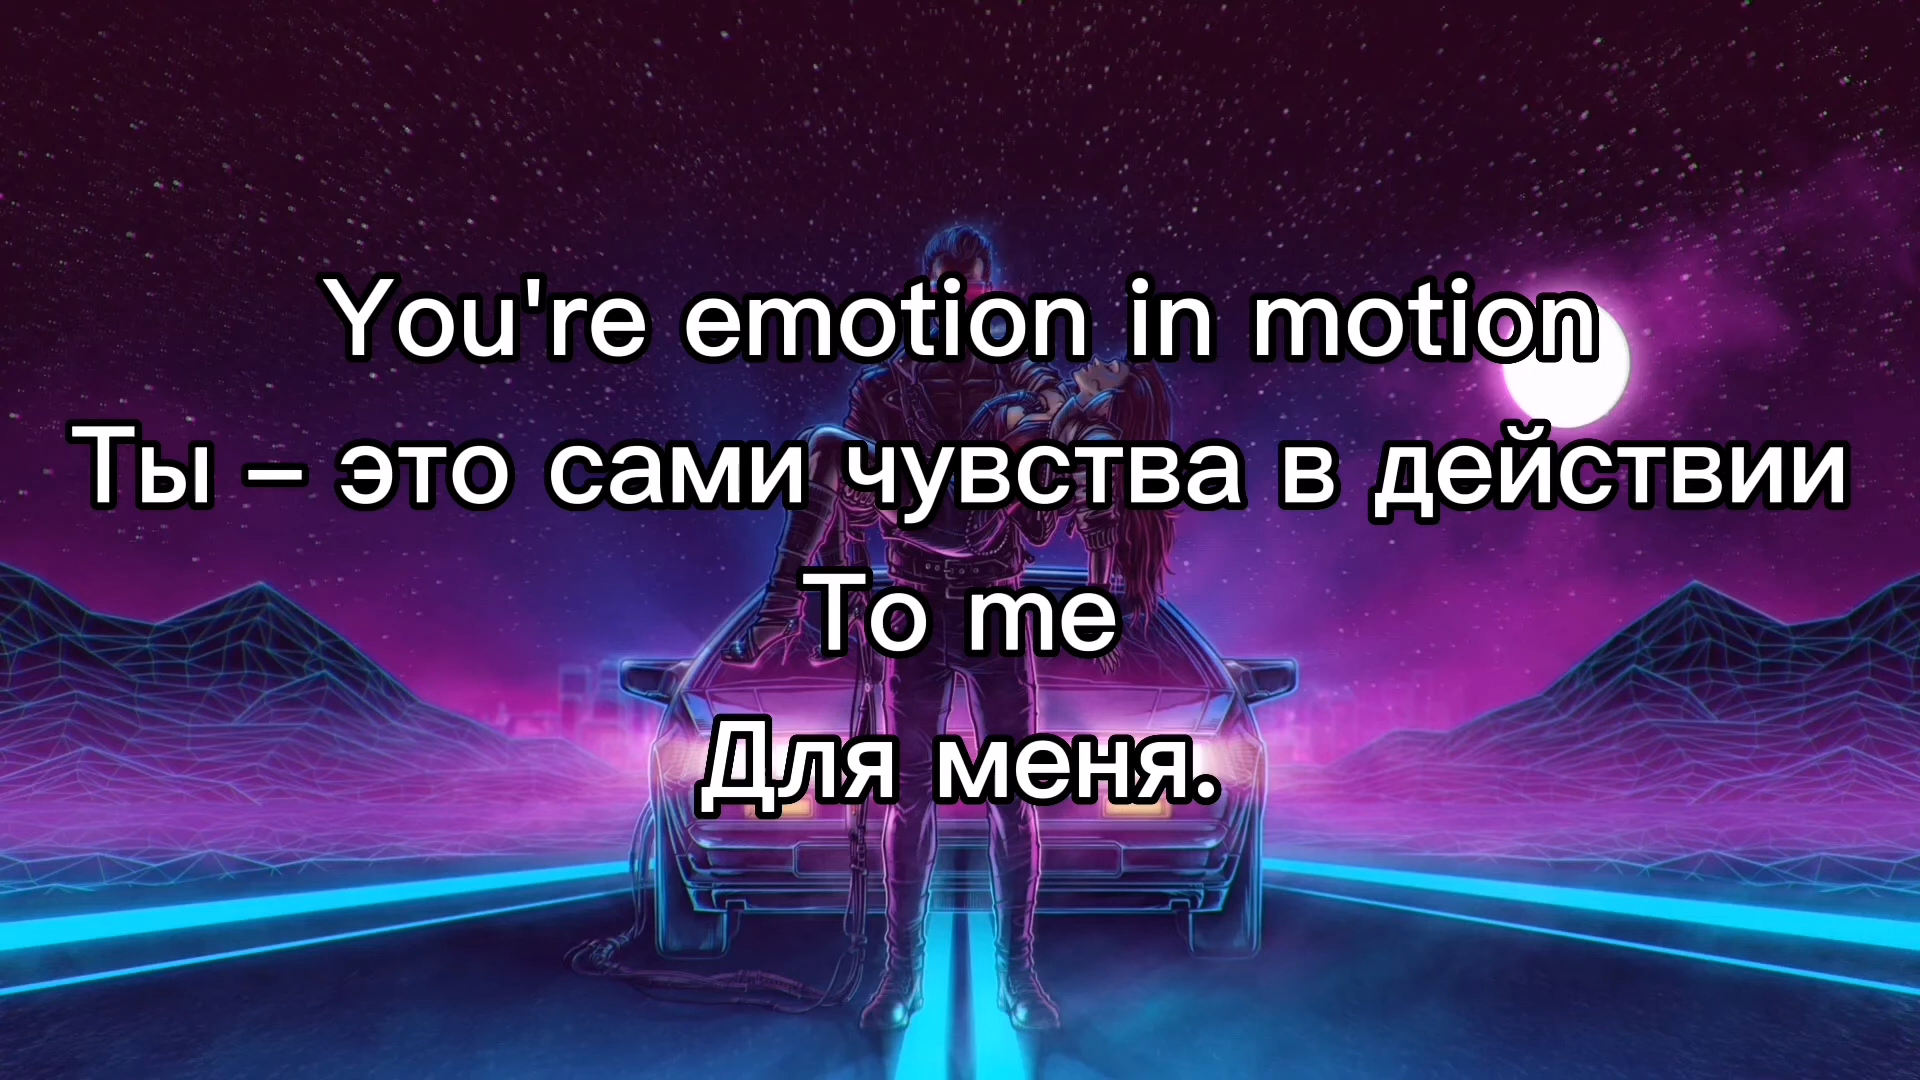 You're emotion in motion
Ты – это сами чувства в действии
To me
Для меня.